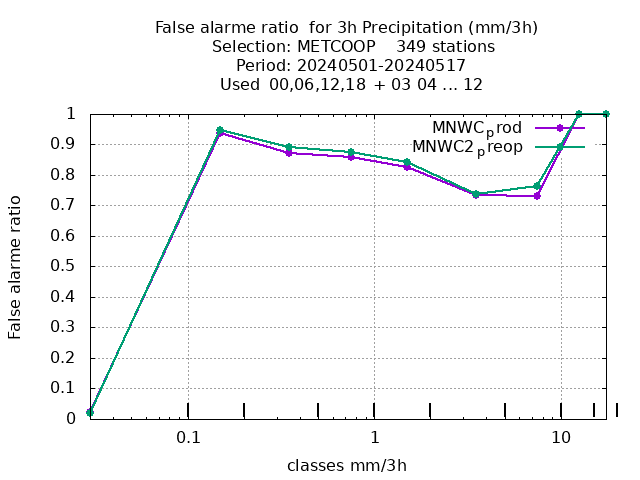 False alarme ratio  for 3h Precipitation (mm/3h)
Selection: METCOOP    349 stations
Period: 20240501-20240517
Used  00,06,12,18  + 03 04 ... 12
MNWCprod
MNWC2preop
1
0.9
0.8
0.7
0.6
0.5
0.4
0.3
0.2
0.1
0
False alarme ratio
0.1 1 10
classes mm/3h